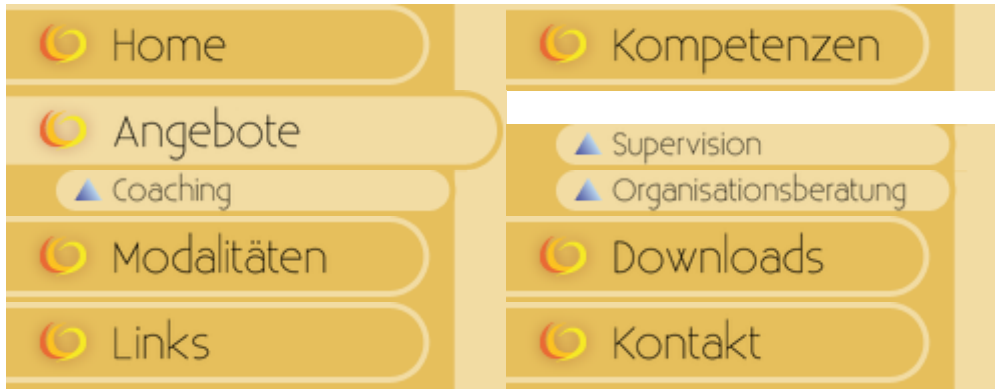 Home
Kompetenzen
Angebote
Supervision
Coaching
Organisationsberatung
Modalitäten
Downloads
Links
Kontakt